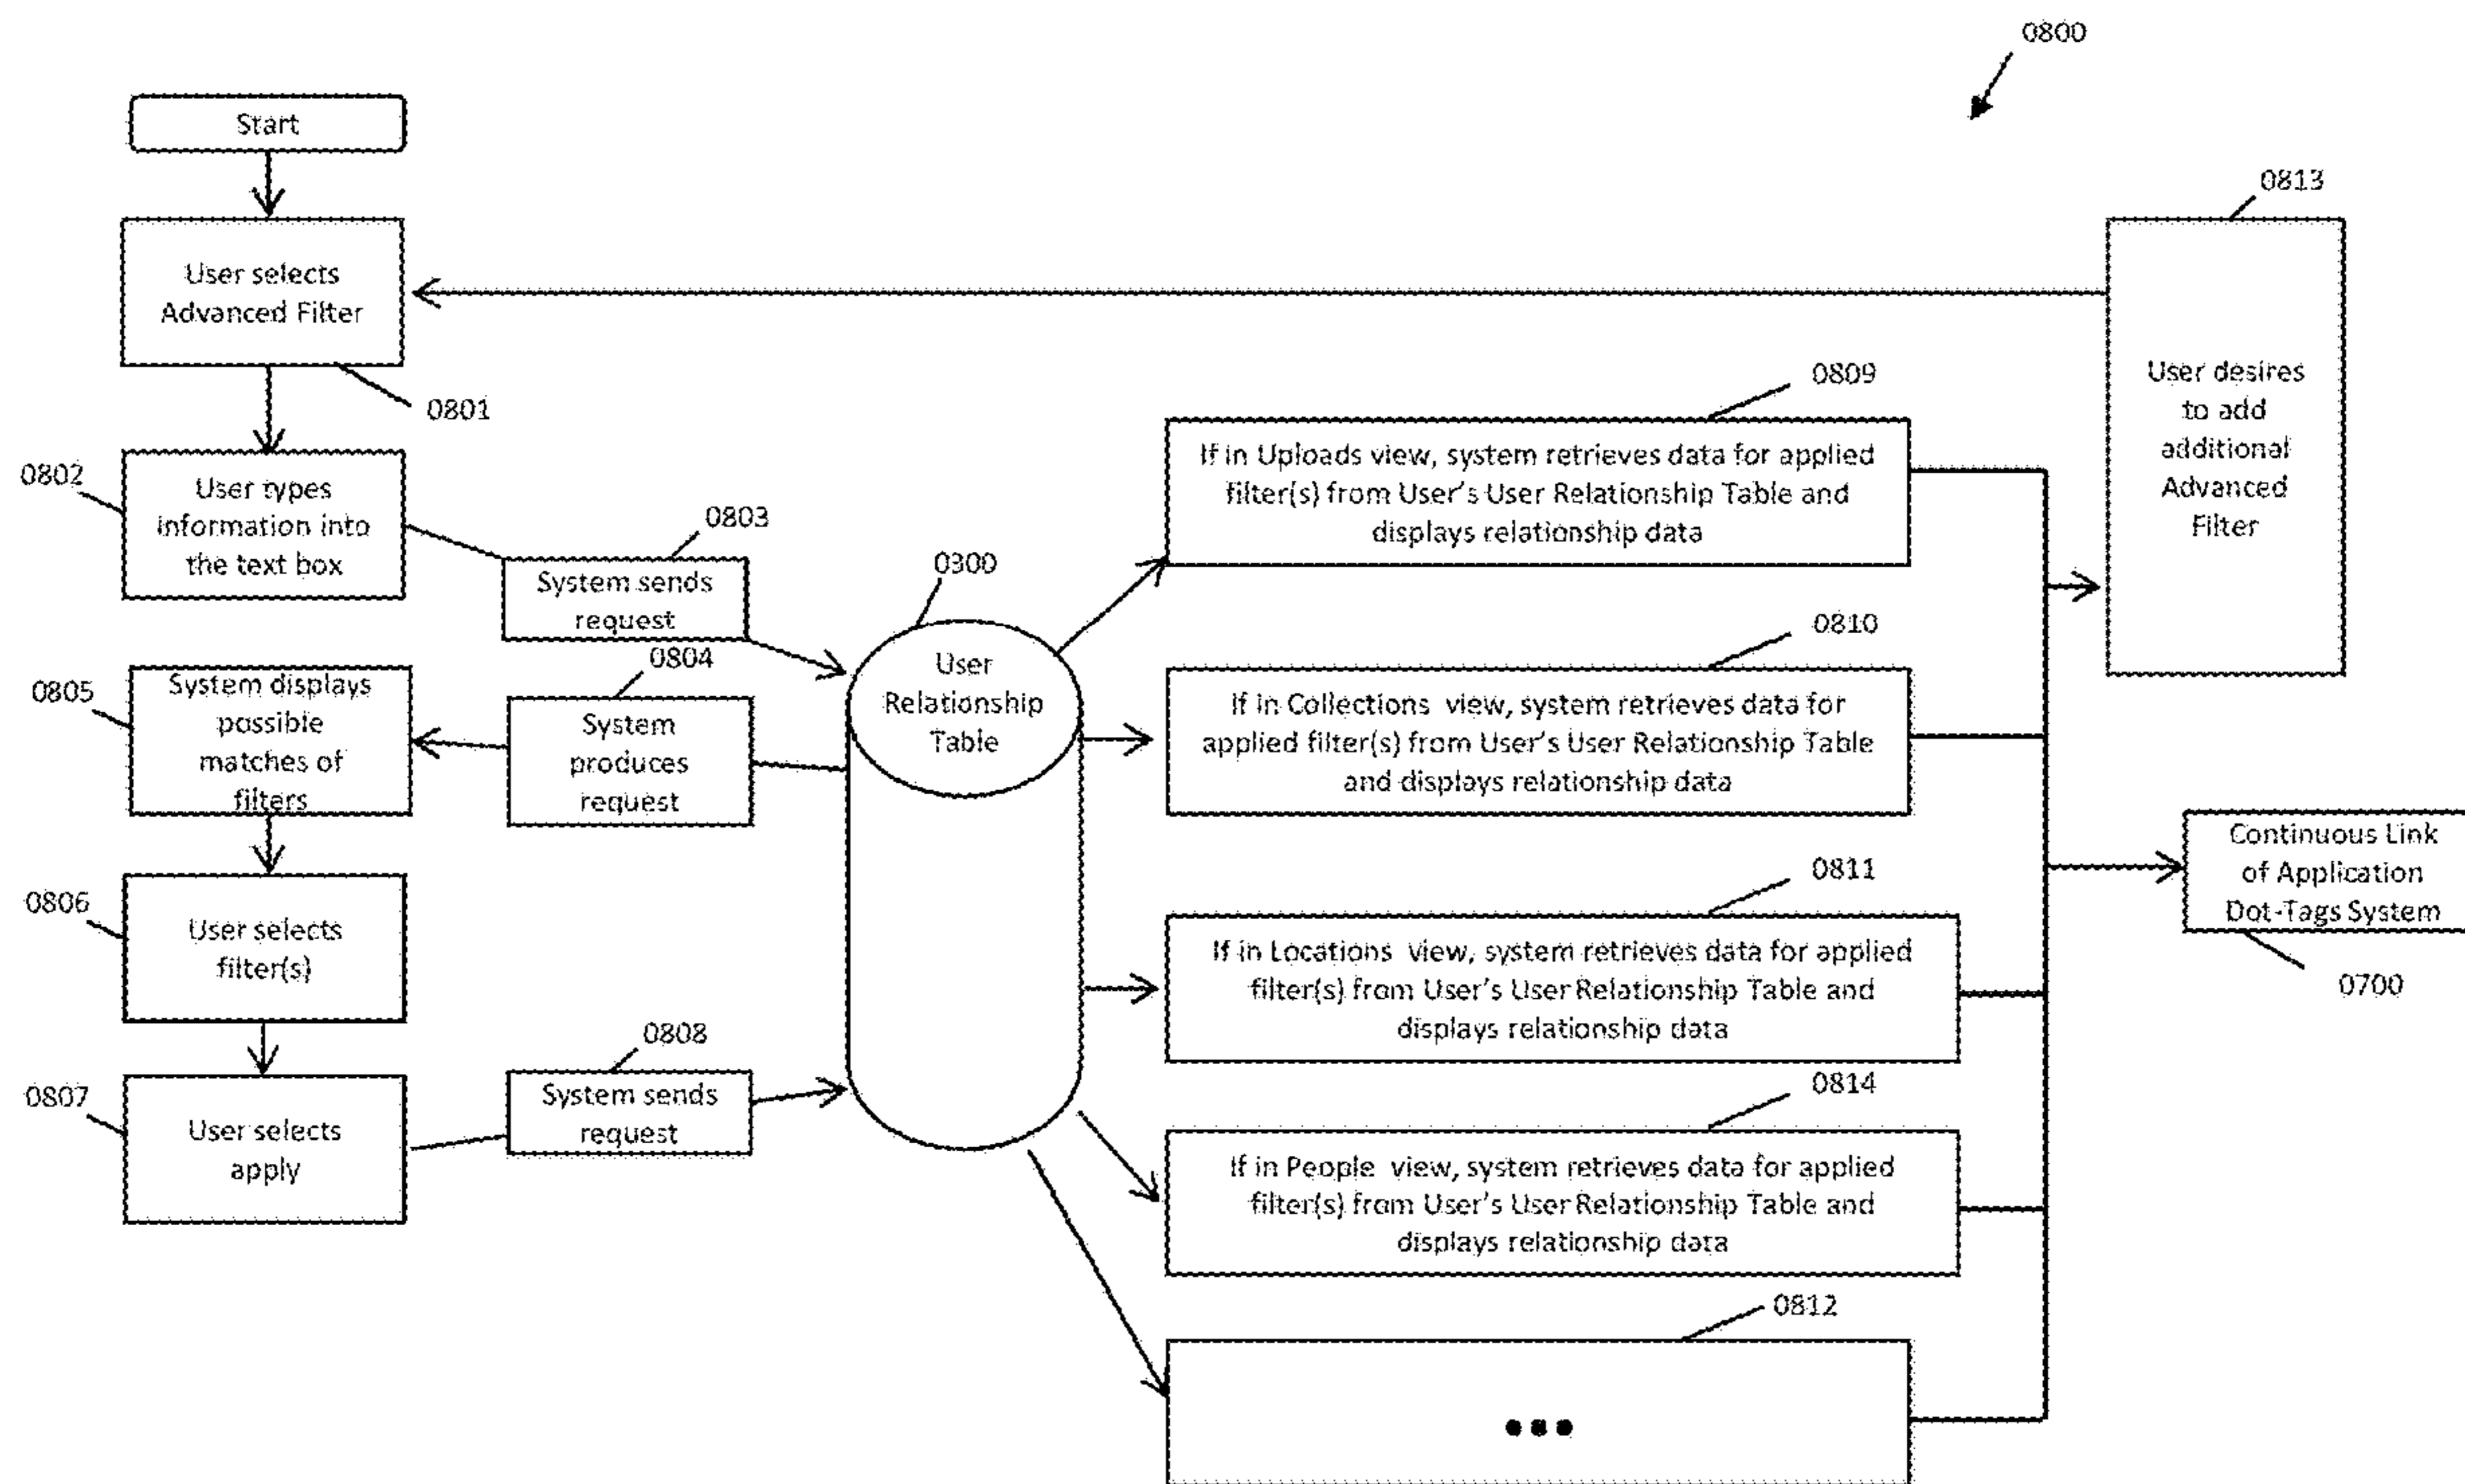 0800
Start
User selects
Advanced Filter
0801
0802
User types
information into
the text box
0803
System sends
request
0804
System
produces
request
0805
System displays
possible
matches of
filters
0806
User selects
filter(s)
0807
User selects
apply
0808
System sends
request
0300
User
Relationship
Table
0809
If in Uploads view, system retrieves data for applied
filter(s) from User's User Relationship Table and
displays relationship data
0810
If in Collections view, system retrieves data for
applied filter(s) from User's User Relationship Table
and displays relationship data
0811
If in Locations view, system retrieves data for applied
filter(s) from User's User Relationship Table and
displays relationship data
0814
If in People view, system retrieves data for applied
filter(s) from User's User Relationship Table and
displays relationship data
0812
•••
0813
User desires
to add
additional
Advanced
Filter
Continuous Link
of Application
Dot-Tags System
0700